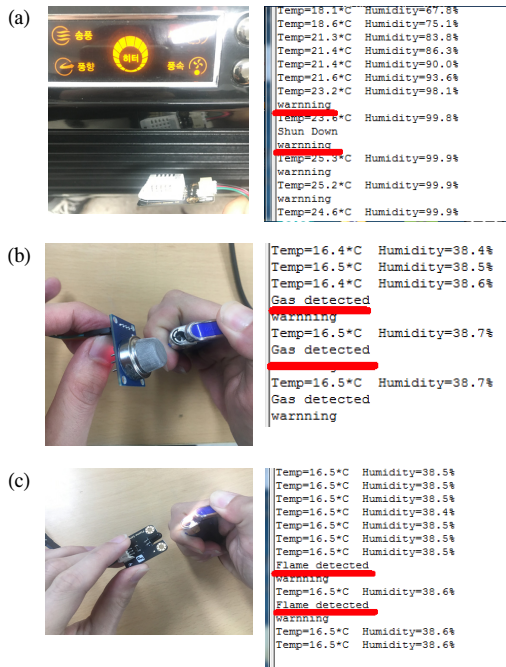 (a)
송풍
히터
풍향
풍속
Temp=18.1*C Humidity=67.8%
Temp=18.6*C Humidity=75.1%
Temp=21.3*C Humidity=83.8%
Temp=21.4*C Humidity=86.3%
Temp=21.4*C Humidity=90.0%
Temp=21.6*C Humidity=93.6%
Temp=23.2*C Humidity=98.1%
warnning
Temp=23.6*C Humidity=99.8%
Shun Down
warnning
Temp=25.3*C Humidity=99.9%
warnning
Temp=25.2*C Humidity=99.9%
warnning
Temp=24.6*C Humidity=99.9%
(b)
Temp=16.4*C Humidity=38.4%
Temp=16.5*C Humidity=38.5%
Temp=16.4*C Humidity=38.6%
Gas detected
warnning
Temp=16.5*C Humidity=38.7%
Gas detected
Temp=16.5*C Humidity=38.7%
Gas detected
warnning
(c)
Temp=16.5*C Humidity=38.5%
Temp=16.5*C Humidity=38.5%
Temp=16.5*C Humidity=38.5%
Temp=16.5*C Humidity=38.4%
Temp=16.5*C Humidity=38.5%
Temp=16.5*C Humidity=38.5%
Temp=16.5*C Humidity=38.5%
Flame detected
warnning
Temp=16.5*C Humidity=38.6%
Flame detected
warnning
Temp=16.5*C Humidity=38.6%
Temp=16.5*C Humidity=38.6%